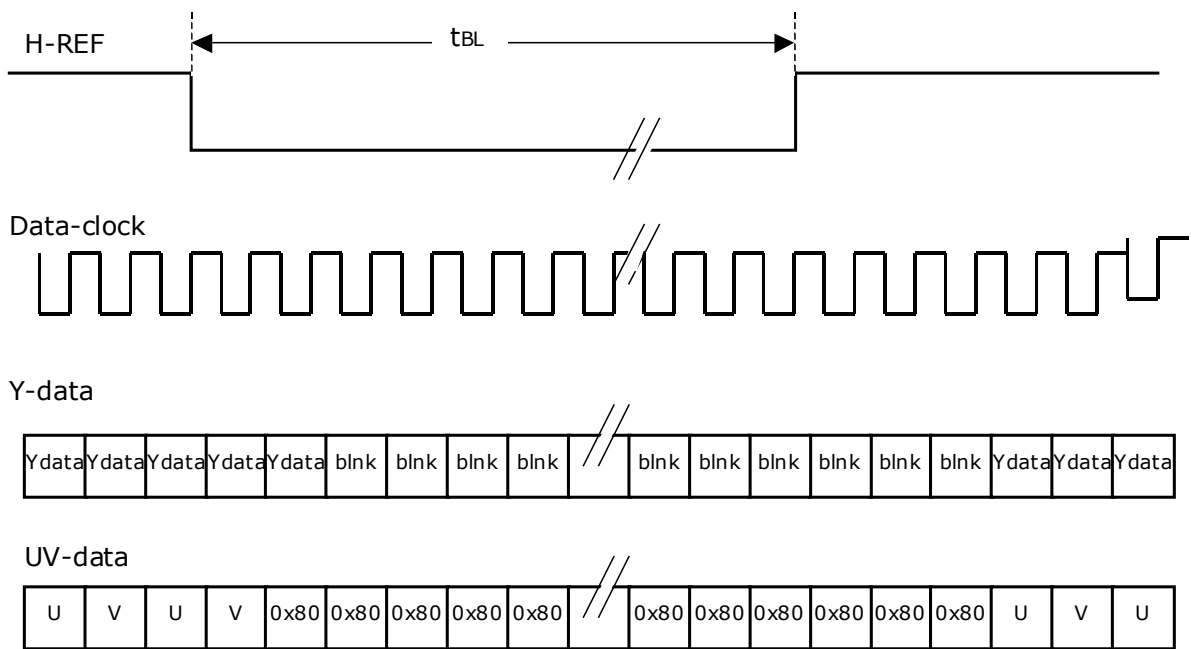 H-REF
tBL
Data-clock
Y-data
Ydata Ydata Ydata Ydata Ydata blnk blnk blnk blnk blnk blnk blnk blnk blnk blnk Ydata Ydata Ydata
UV-data
U V U V 0x80 0x80 0x80 0x80 0x80 0x80 0x80 0x80 0x80 0x80 0x80 U V U